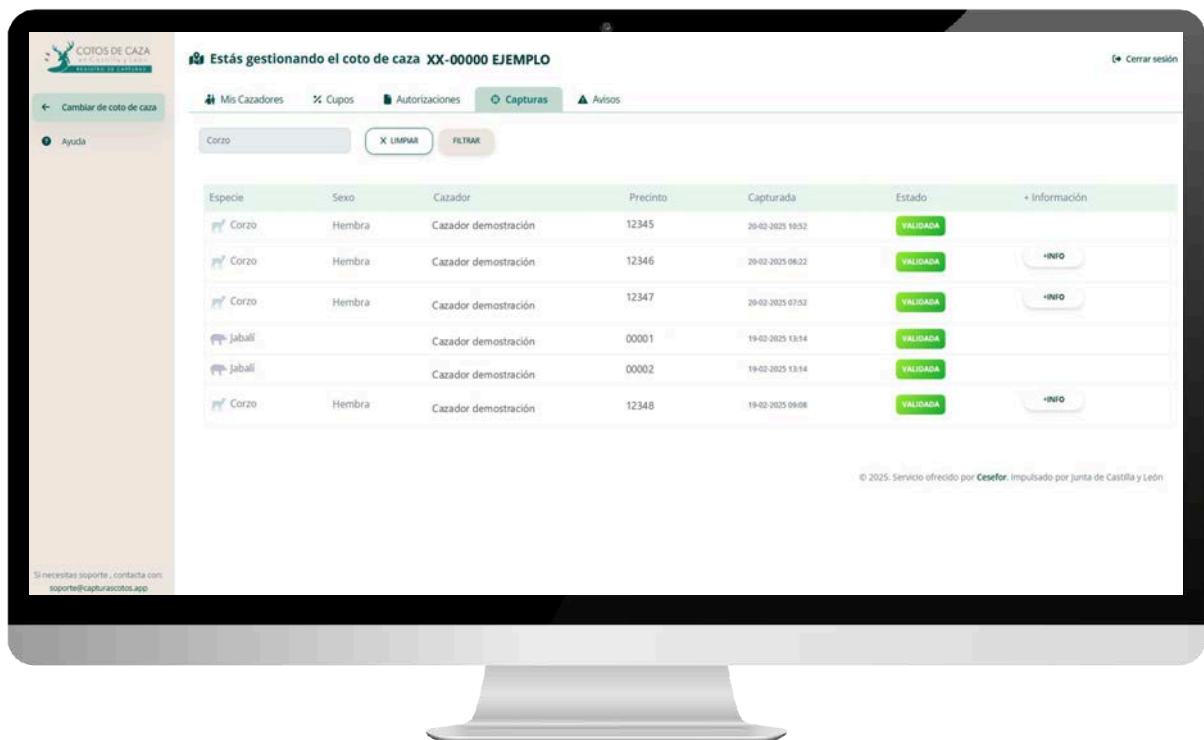 COTOS DE CAZA
en Castilla y León
REGISTRO DE CAPTURAS
Estás gestionando el coto de caza XX-00000 EJEMPLO
Cerrar sesión
Cambiar de coto de caza
Ayuda
Mis Cazadores Cupos Autorizaciones Capturas Avisos
Corzo X LIMPIAR FILTRAR
Especie Sexo Cazador Precinto Capturada Estado + Información
Corzo Hembra Cazador demostración 12345 20-02-2025 10:52 VALIDADA
Corzo Hembra Cazador demostración 12346 20-02-2025 08:22 VALIDADA +INFO
Corzo Hembra Cazador demostración 12347 20-02-2025 07:52 VALIDADA +INFO
Jabalí Cazador demostración 00001 19-02-2025 13:14 VALIDADA
Jabalí Cazador demostración 00002 19-02-2025 13:14 VALIDADA
Corzo Hembra Cazador demostración 12348 19-02-2025 09:08 VALIDADA +INFO
© 2025. Servicio ofrecido por Cesefor. Impulsado por Junta de Castilla y León
Si necesitas soporte , contacta con:
soporte@capturascotos.app